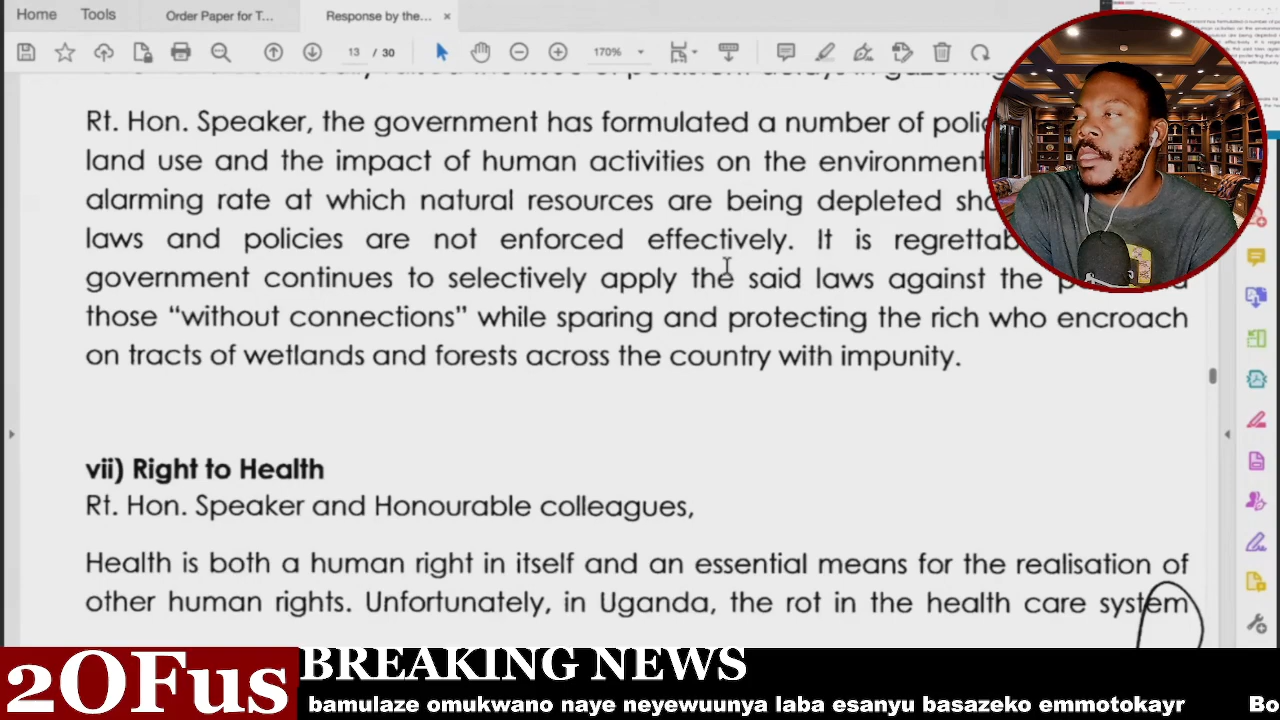 Home Tools Order Paper for T... Response by the... ×
13 / 30 170%
Rt. Hon. Speaker, the government has formulated a number of
land use and the impact of human activities on the environment
alarming rate at which natural resources are being depleted
laws and policies are not enforced effectively. It is
government continues to selectively apply the said laws against the
those “without connections” while sparing and protecting the rich who encroach
on tracts of wetlands and forests across the country with impunity.
vii) Right to Health
Rt. Hon. Speaker and Honourable colleagues,
Health is both a human right in itself and an essential means for the realisation of
other human rights. Unfortunately, in Uganda, the rot in the health care system
2OFus
BREAKING NEWS
bamulaze omukwano naye neyewuunya laba esanyu basazeko emmotokayr Bo